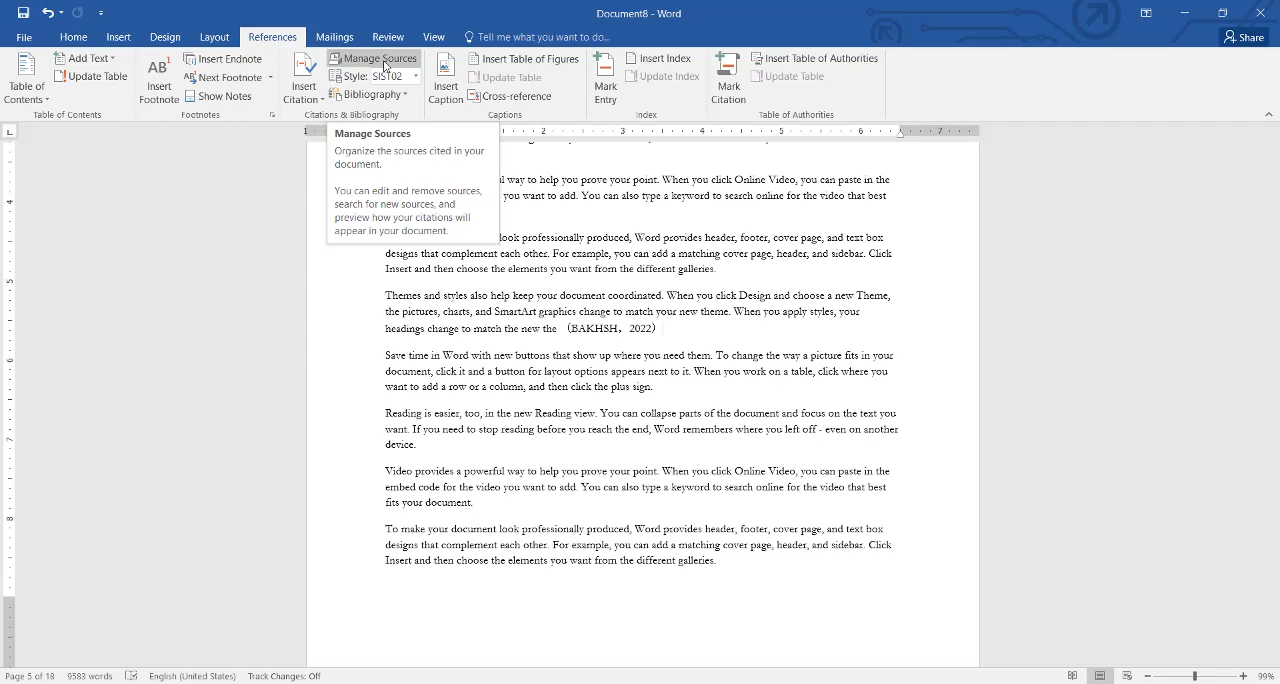 Document8 - Word
File Home Insert Design Layout References Mailings Review View Tell me what you want to do... Share
Table of Contents
Add Text
Update Table
Table of Contents
AB1 Insert Footnote
Insert Endnote
AB1 Next Footnote
Show Notes
Footnotes
Insert Citation
Manage Sources
Style: SIST02
Bibliography
Citations & Bibliography
Insert Caption
Insert Table of Figures
Update Table
Cross-reference
Captions
Mark Entry
Insert Index
Update Index
Index
Mark Citation
Insert Table of Authorities
Update Table
Table of Authorities
L
1 2 3 4 5 6 7
4
5
6
7
8
Manage Sources
Organize the sources cited in your
document.
You can edit and remove sources,
search for new sources, and
preview how your citations will
appear in your document.
way to help you prove your point. When you click Online Video, you can paste in the
you want to add. You can also type a keyword to search online for the video that best
look professionally produced, Word provides header, footer, cover page, and text box
designs that complement each other. For example, you can add a matching cover page, header, and sidebar. Click
Insert and then choose the elements you want from the different galleries.
Themes and styles also help keep your document coordinated. When you click Design and choose a new Theme,
the pictures, charts, and SmartArt graphics change to match your new theme. When you apply styles, your
headings change to match the new the （BAKHSH，2022）
Save time in Word with new buttons that show up where you need them. To change the way a picture fits in your
document, click it and a button for layout options appears next to it. When you work on a table, click where you
want to add a row or a column, and then click the plus sign.
Reading is easier, too, in the new Reading view. You can collapse parts of the document and focus on the text you
want. If you need to stop reading before you reach the end, Word remembers where you left off - even on another
device.
Video provides a powerful way to help you prove your point. When you click Online Video, you can paste in the
embed code for the video you want to add. You can also type a keyword to search online for the video that best
fits your document.
To make your document look professionally produced, Word provides header, footer, cover page, and text box
designs that complement each other. For example, you can add a matching cover page, header, and sidebar. Click
Insert and then choose the elements you want from the different galleries.
Page 5 of 18 9583 words English (United States) Track Changes: Off 99%